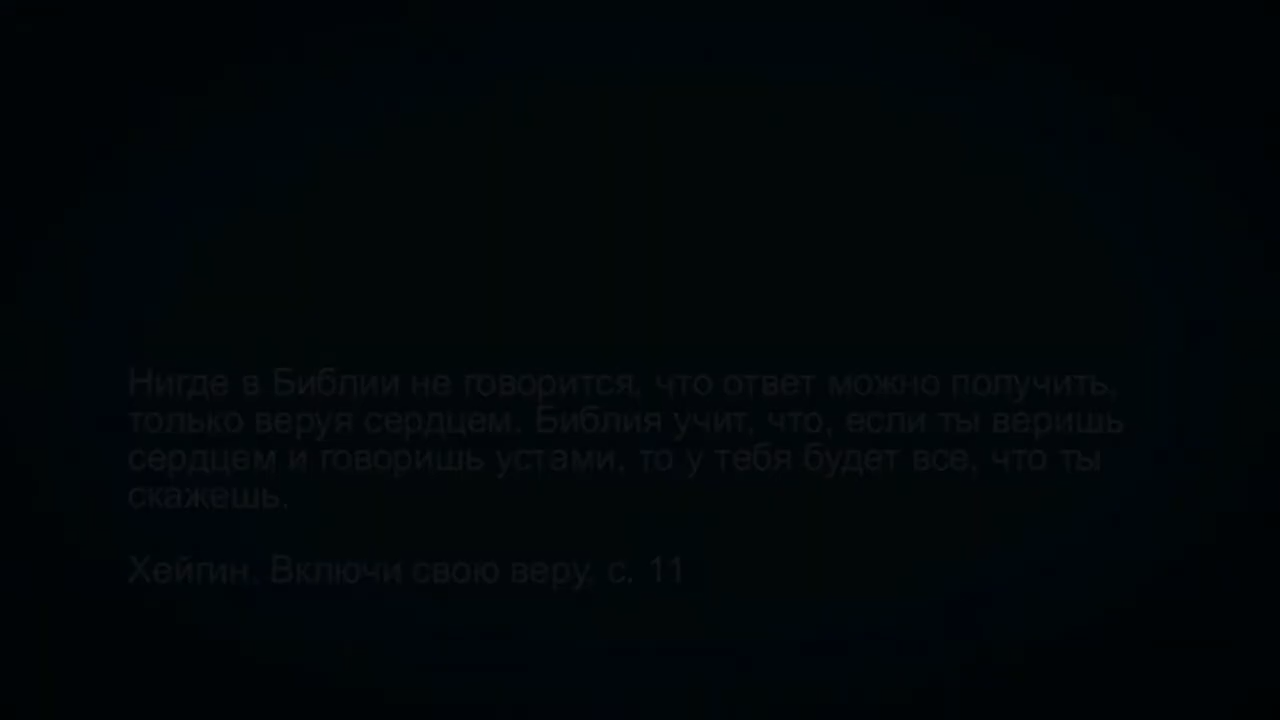 Нигде в Библии не говорится, что ответ можно получить,
только веруя сердцем. Библия учит, что, если ты веришь
сердцем и говоришь устами, то у тебя будет все, что ты
скажешь.
Хейгин, Включи свою веру, с. 11